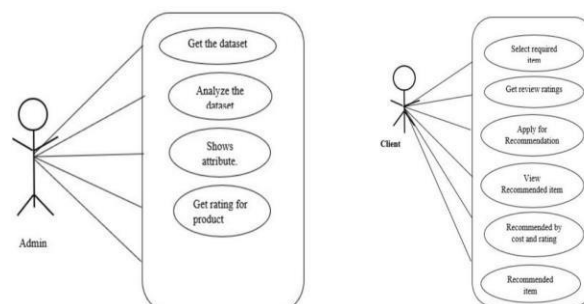 Get the dataset
Analyze the
dataset
Shows
attribute.
Get rating for
product
Admin
Select required
item
Get review ratings
Apply for
Recommendation
View
Recommended item
Recommended by
cost and rating
Recommended
item
Client